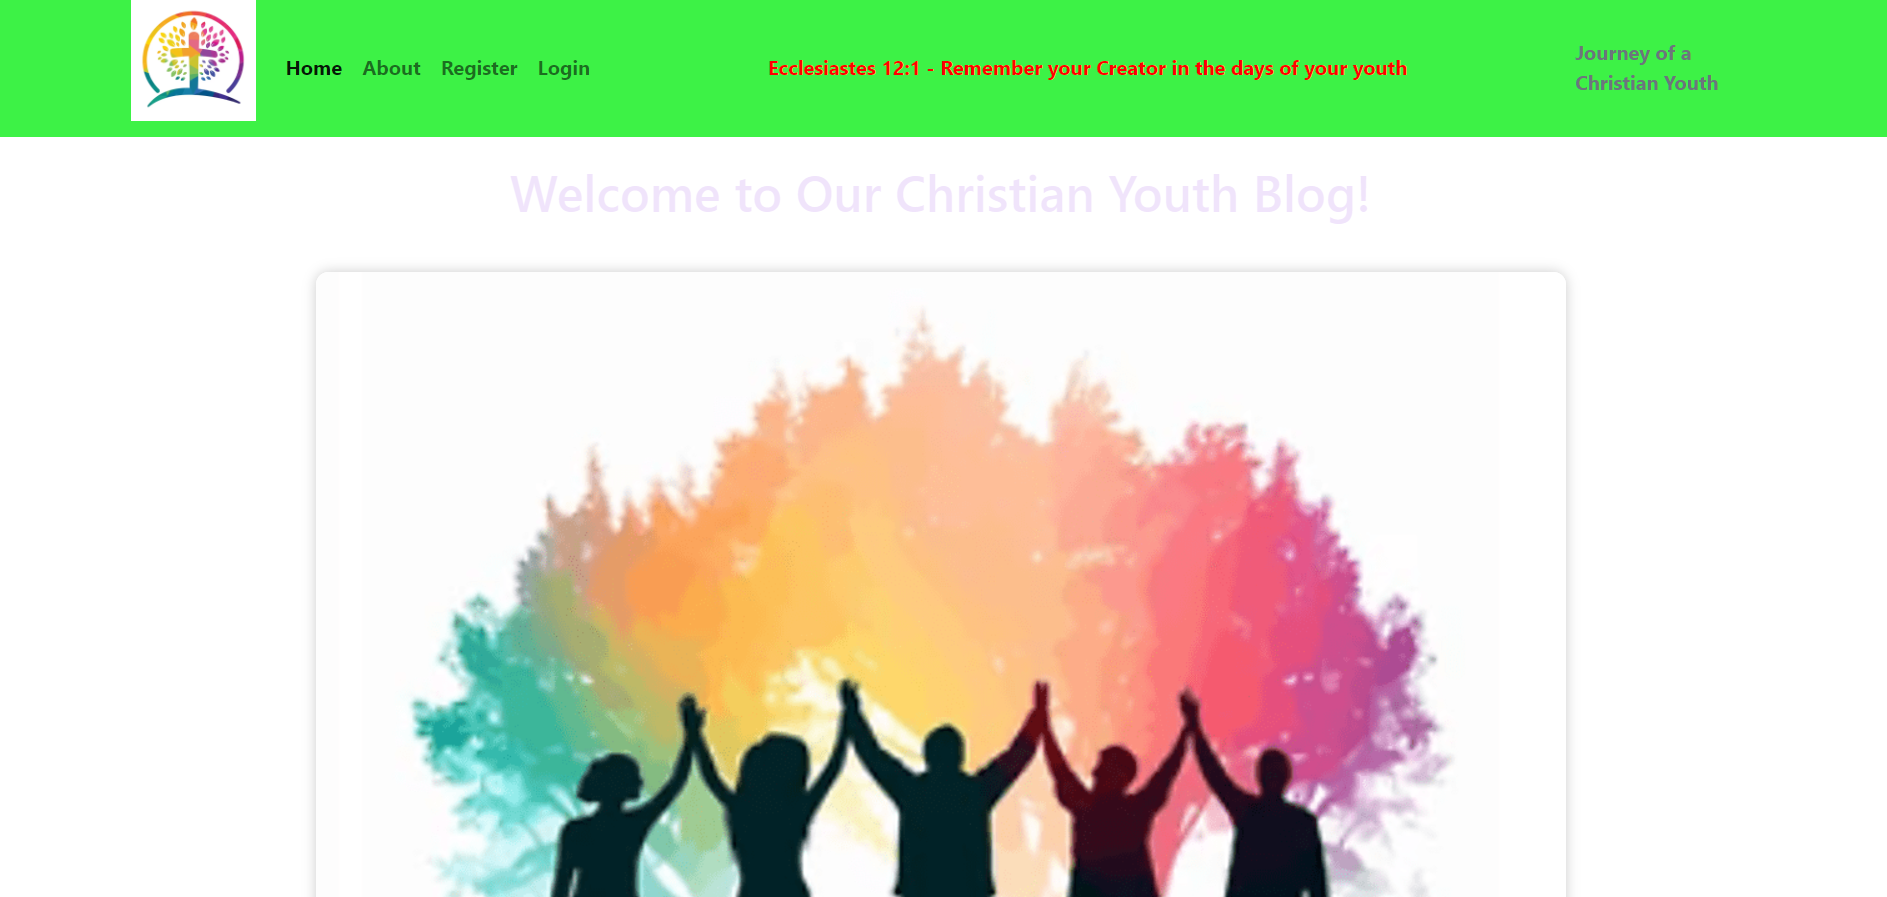 Home About Register Login
Ecclesiastes 12:1 - Remember your Creator in the days of your youth
Journey of a
Christian Youth
Welcome to Our Christian Youth Blog!